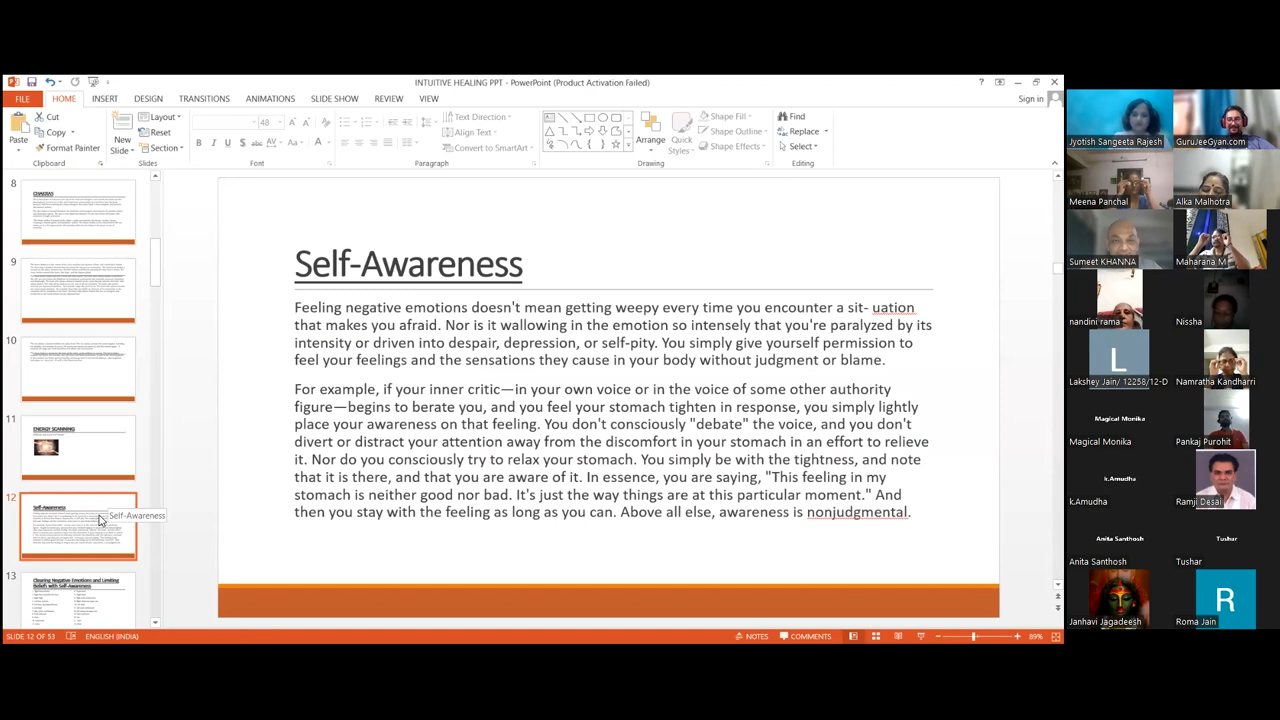 INTUITIVE HEALING PPT - PowerPoint (Product Activation Failed)
FILE HOME INSERT DESIGN TRANSITIONS ANIMATIONS SLIDE SHOW REVIEW VIEW Sign in
Paste Cut Copy Format Painter
Clipboard
New Slide Layout Reset Section
Slides
48
Font
Text Direction Align Text Convert to SmartArt
Paragraph
Arrange Quick Styles Shape Fill Shape Outline Shape Effects
Drawing
Find Replace Select
Editing
8
CHAKRAS
9
10
11
ENERGY SCANNING
12
Self-Awareness
Self-Awareness
13
Clearing Negative Emotions and Limiting
Beliefs with Self-Awareness
Self-Awareness
Feeling negative emotions doesn't mean getting weepy every time you encounter a sit- uation
that makes you afraid. Nor is it wallowing in the emotion so intensely that you're paralyzed by its
intensity or driven into despair, depression, or self-pity. You simply give yourself permission to
feel your feelings and the sensations they cause in your body without judgment or blame.
For example, if your inner critic—in your own voice or in the voice of some other authority
figure—begins to berate you, and you feel your stomach tighten in response, you simply lightly
place your awareness on that feeling. You don't consciously "debate" the voice, and you don't
divert or distract your attention away from the discomfort in your stomach in an effort to relieve
it. Nor do you consciously try to relax your stomach. You simply be with the tightness, and note
that it is there, and that you are aware of it. In essence, you are saying, "This feeling in my
stomach is neither good nor bad. It's just the way things are at this particular moment." And
then you stay with the feeling as long as you can. Above all else, awareness is nonjudgmental.
SLIDE 12 OF 53 ENGLISH (INDIA) NOTES COMMENTS 89%
Jyotish Sangeeta Rajesh GuruJeeGyan.com
Meena Panchal Alka Malhotra
Sumeet KHANNA Maharana M
nandini rama Nissha
L
Lakshey Jain/ 12258/12-D Namratha Kandharri
Magical Monika
Magical Monika Pankaj Purohit
k.Amudha
k.Amudha Ramji Desai
Anita Santhosh Tushar
Anita Santhosh Tushar
R
Janhavi Jagadeesh Roma Jain